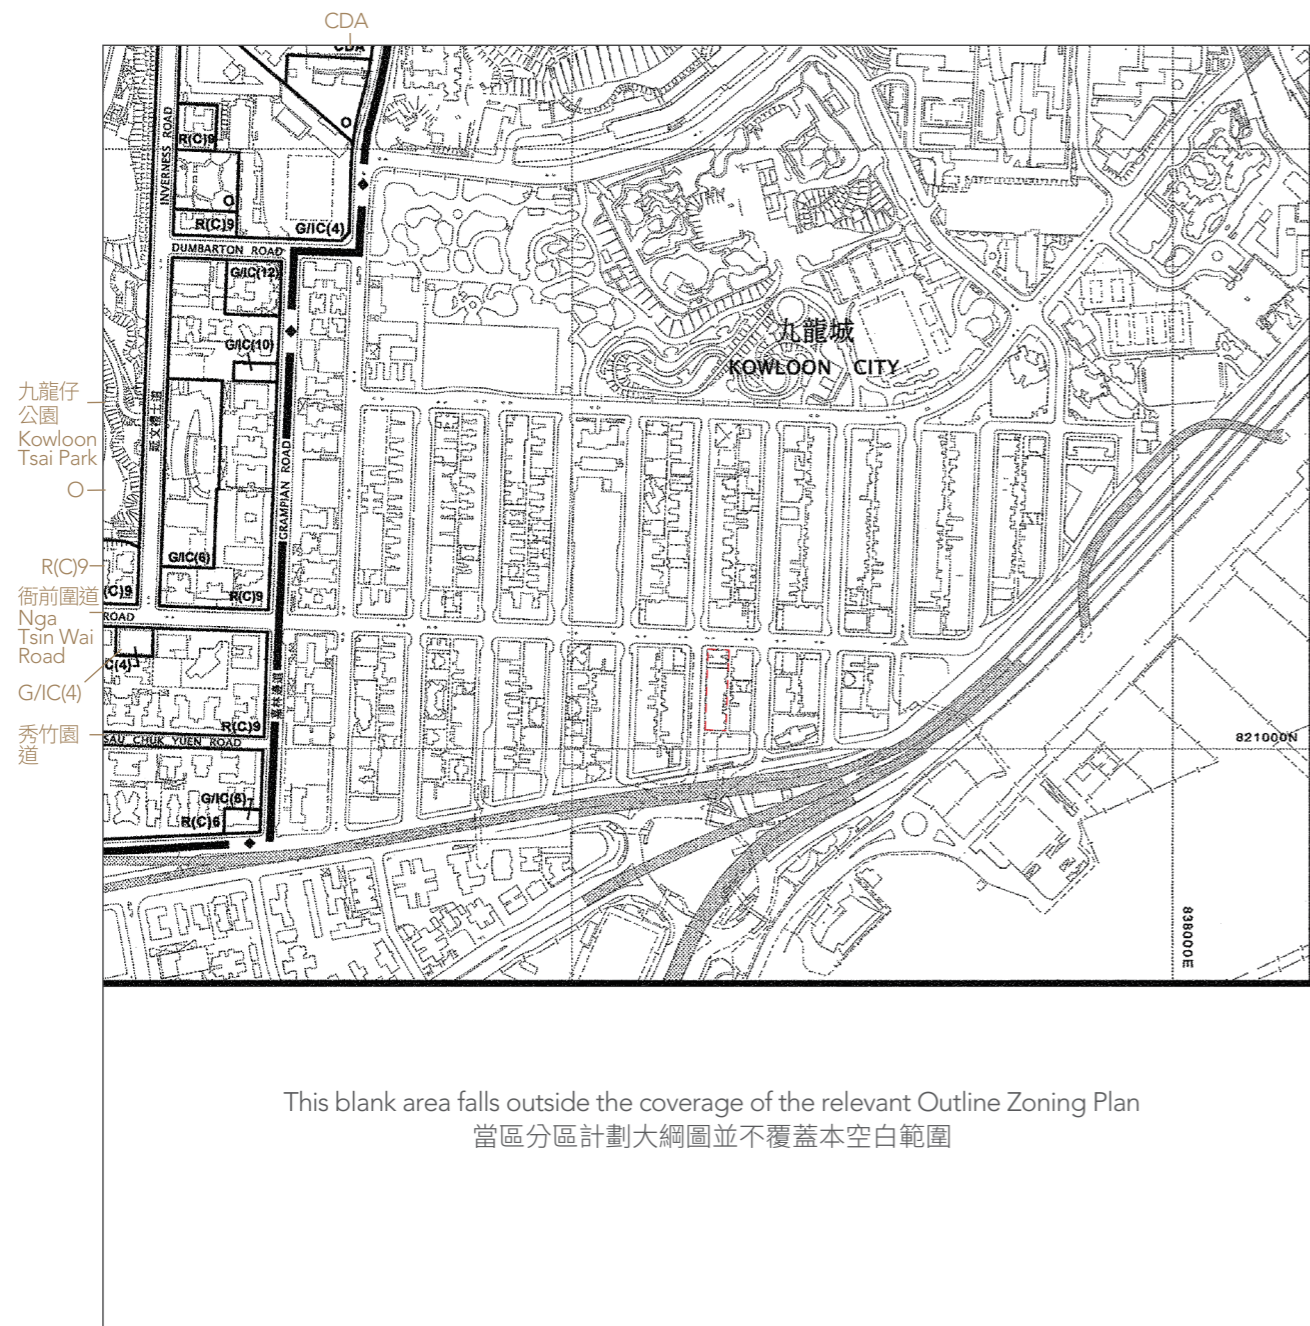 CDA
CDA
O
R(C)9
INVERNESS ROAD
O
R(C)9
G/IC(4)
DUMBARTON ROAD
G/IC(12)
G/IC(10)
九龍城
KOWLOON CITY
九龍仔
公園
Kowloon
Tsai Park
O
GRAMPIAN ROAD
G/IC(6)
R(C)9
R(C)9
(C)9
衙前圍道
Nga
Tsin Wai
Road
ROAD
C(4)
G/IC(4)
嘉林邊道
R(C)9
秀竹園
道
SAU CHUK YUEN ROAD
821000N
G/IC(6)
R(C)6
838000E
This blank area falls outside the coverage of the relevant Outline Zoning Plan
當區分區計劃大綱圖並不覆蓋本空白範圍